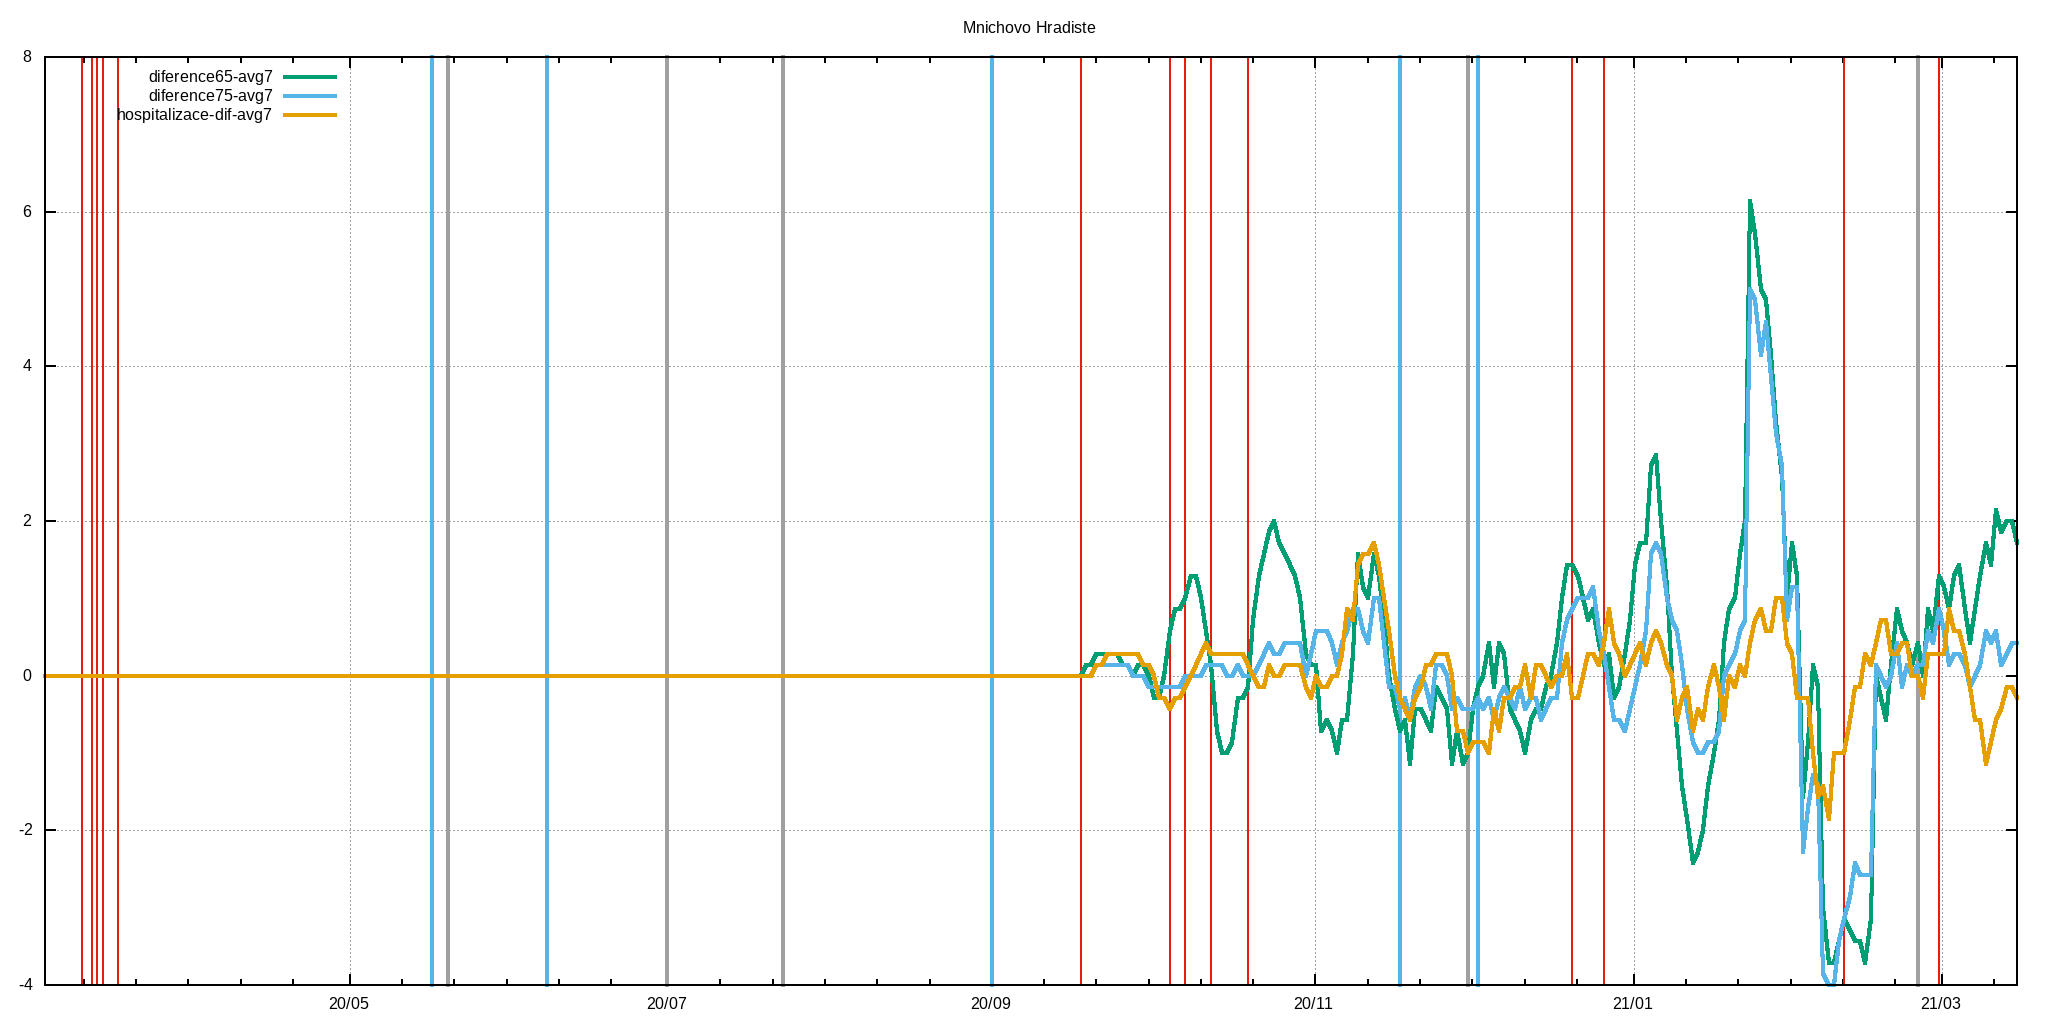 Mnichovo Hradiste
8
6
4
2
0
-2
-4
diference65-avg7
diference75-avg7
hospitalizace-dif-avg7
20/05 20/07 20/09 20/11 21/01 21/03